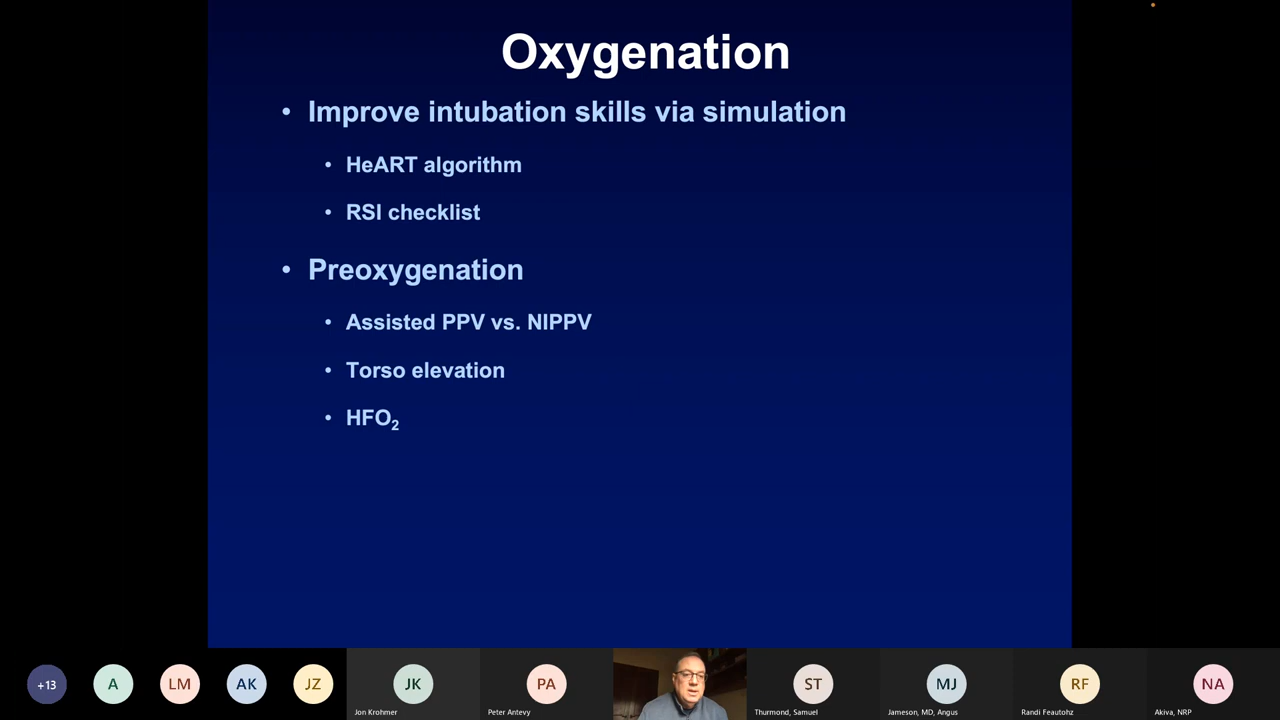 Oxygenation
• Improve intubation skills via simulation
• HeART algorithm
• RSI checklist
• Preoxygenation
• Assisted PPV vs. NIPPV
• Torso elevation
• HFO₂
+13
A
LM
AK
JZ
JK
Jon Krohmer
PA
Peter Antevy
ST
Thurmond, Samuel
MJ
Jameson, MD, Angus
RF
Randi Feautohz
NA
Akiva, NRP